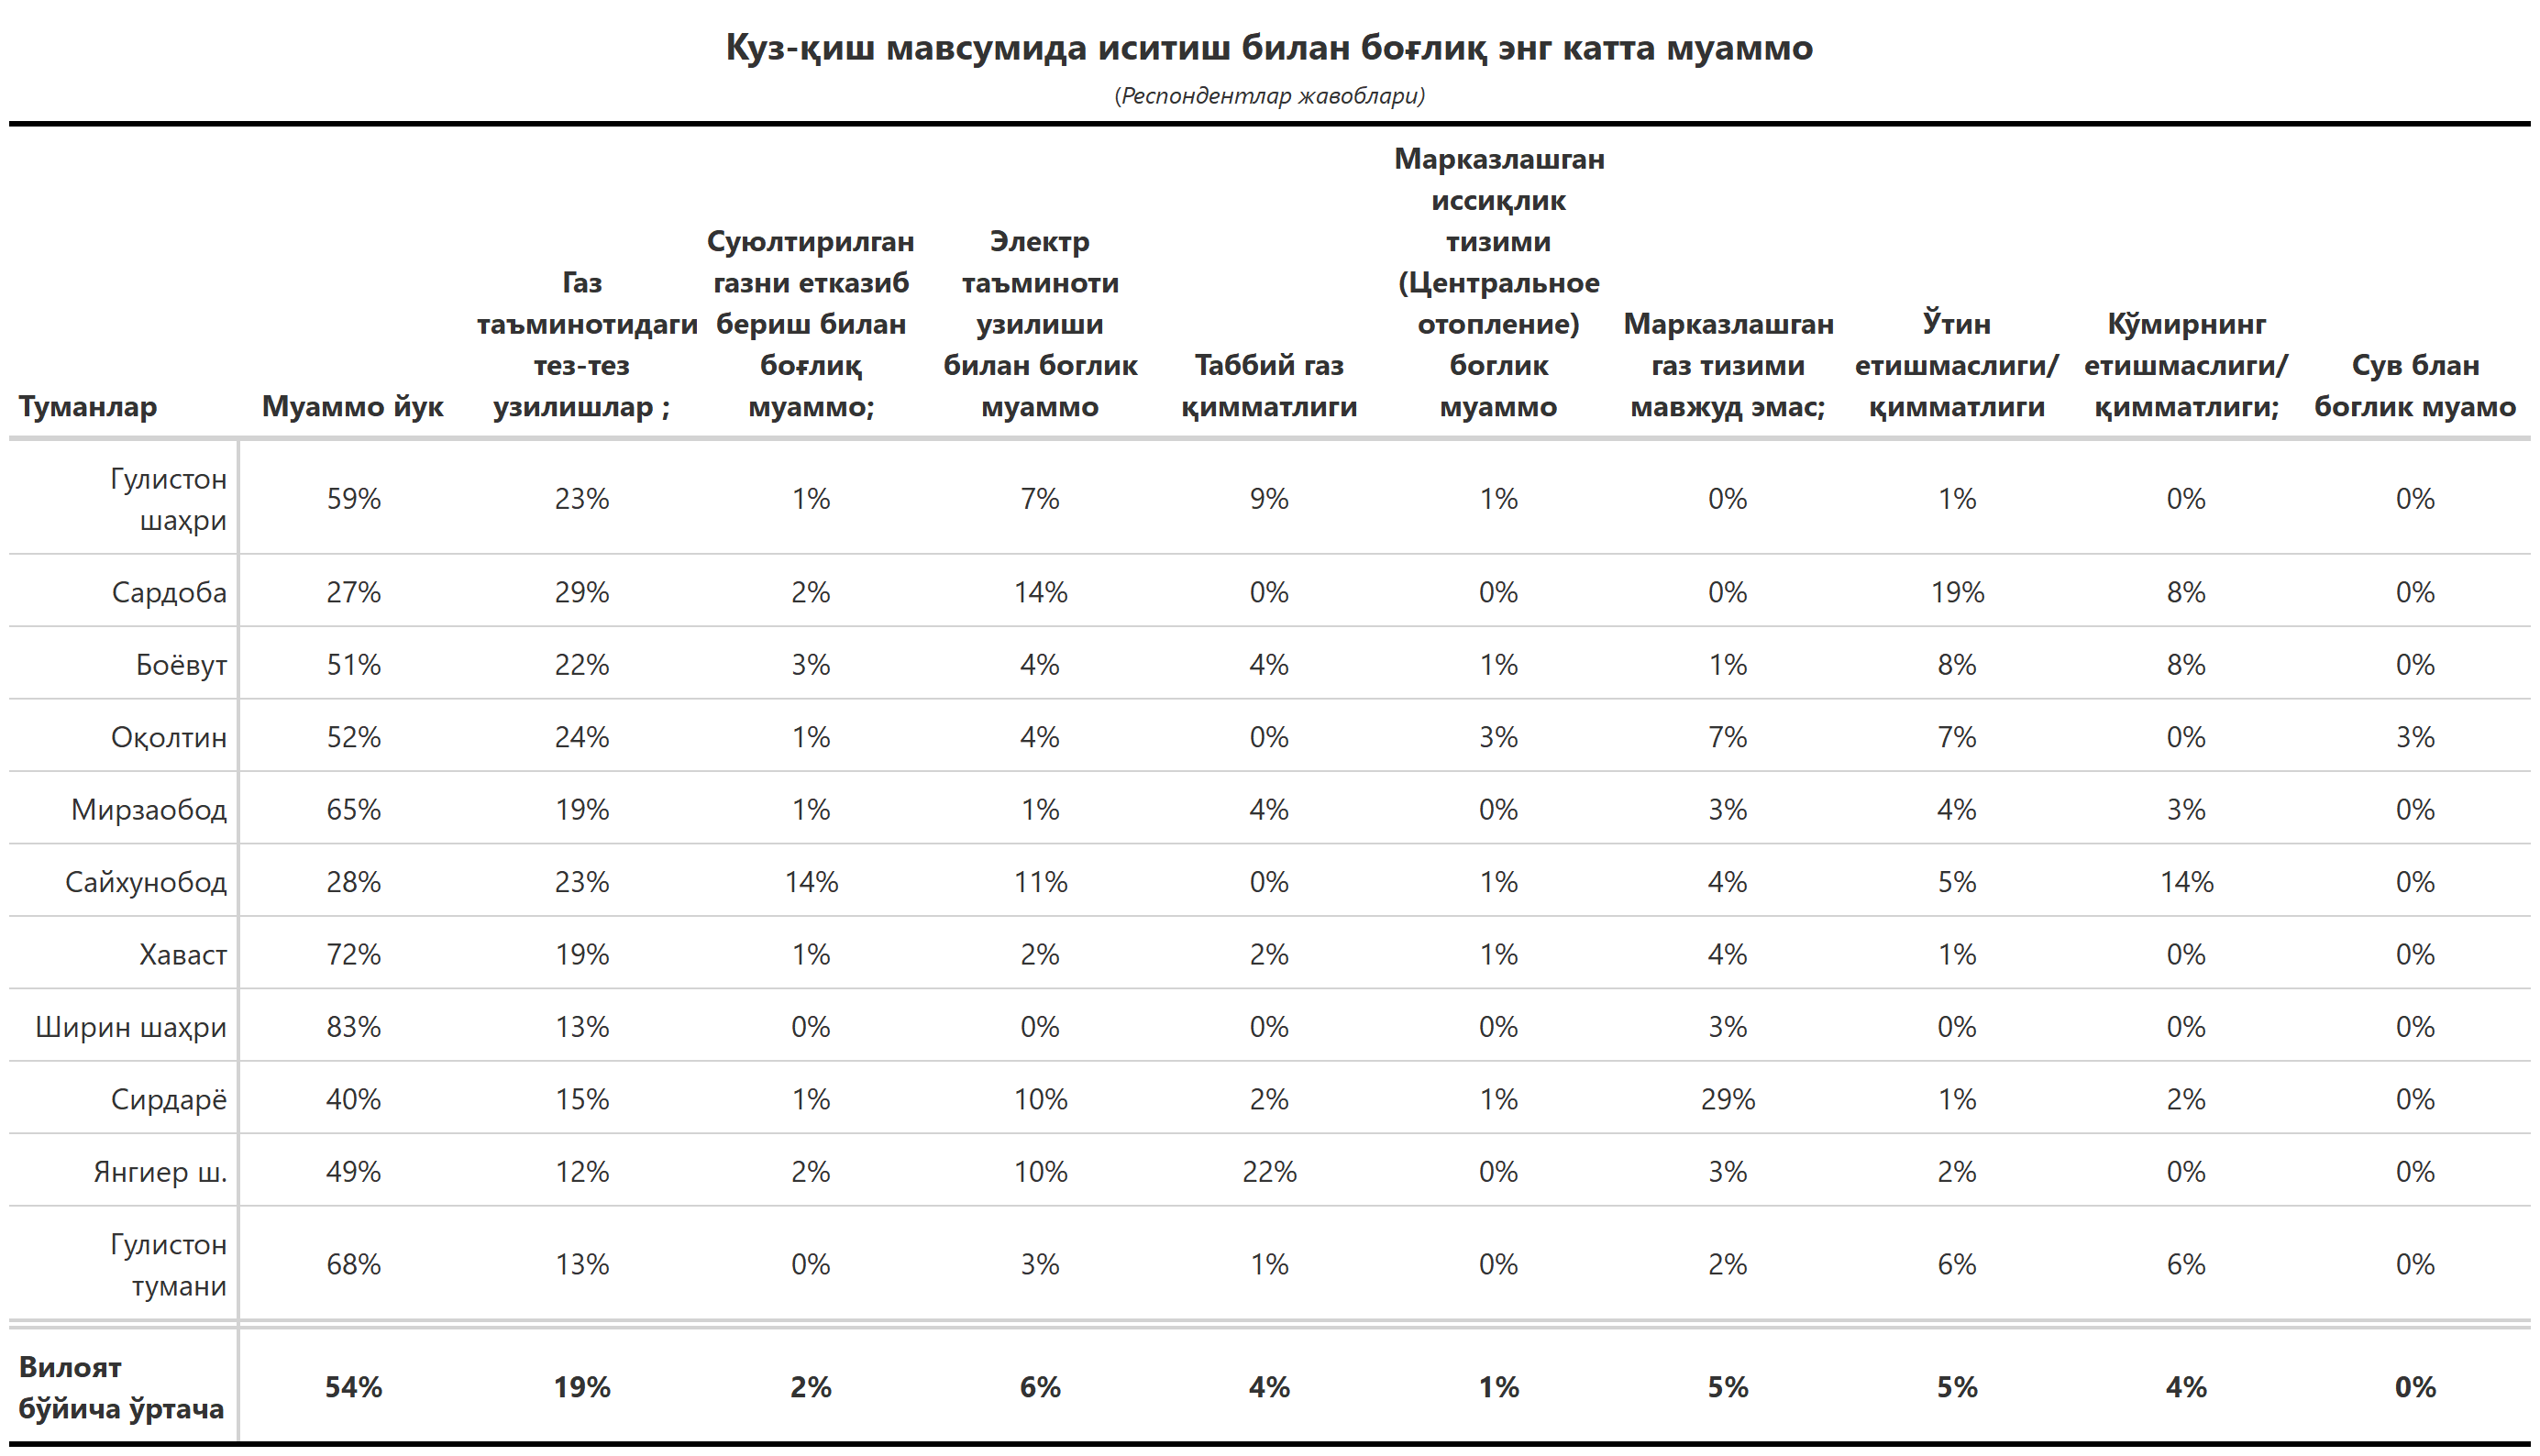 Куз-қиш мавсумида иситиш билан боғлиқ энг катта муаммо
(Респондентлар жавоблари)
Туманлар Муаммо йук Газ таъминотидаги тез-тез узилишлар ; Суюлтирилган газни етказиб бериш билан боғлиқ муаммо; Электр таъминоти узилиши билан боглик муаммо Таббий газ қимматлиги Марказлашган иссиқлик тизими (Центральное отопление) боглик муаммо Марказлашган газ тизими мавжуд эмас; Ўтин етишмаслиги/ қимматлиги Кўмирнинг етишмаслиги/ қимматлиги; Сув блан боглик муамо
Гулистон шаҳри 59% 23% 1% 7% 9% 1% 0% 1% 0% 0%
Сардоба 27% 29% 2% 14% 0% 0% 0% 19% 8% 0%
Боёвут 51% 22% 3% 4% 4% 1% 1% 8% 8% 0%
Оқолтин 52% 24% 1% 4% 0% 3% 7% 7% 0% 3%
Мирзаобод 65% 19% 1% 1% 4% 0% 3% 4% 3% 0%
Сайхунобод 28% 23% 14% 11% 0% 1% 4% 5% 14% 0%
Хаваст 72% 19% 1% 2% 2% 1% 4% 1% 0% 0%
Ширин шаҳри 83% 13% 0% 0% 0% 0% 3% 0% 0% 0%
Сирдарё 40% 15% 1% 10% 2% 1% 29% 1% 2% 0%
Янгиер ш. 49% 12% 2% 10% 22% 0% 3% 2% 0% 0%
Гулистон тумани 68% 13% 0% 3% 1% 0% 2% 6% 6% 0%
Вилоят бўйича ўртача 54% 19% 2% 6% 4% 1% 5% 5% 4% 0%